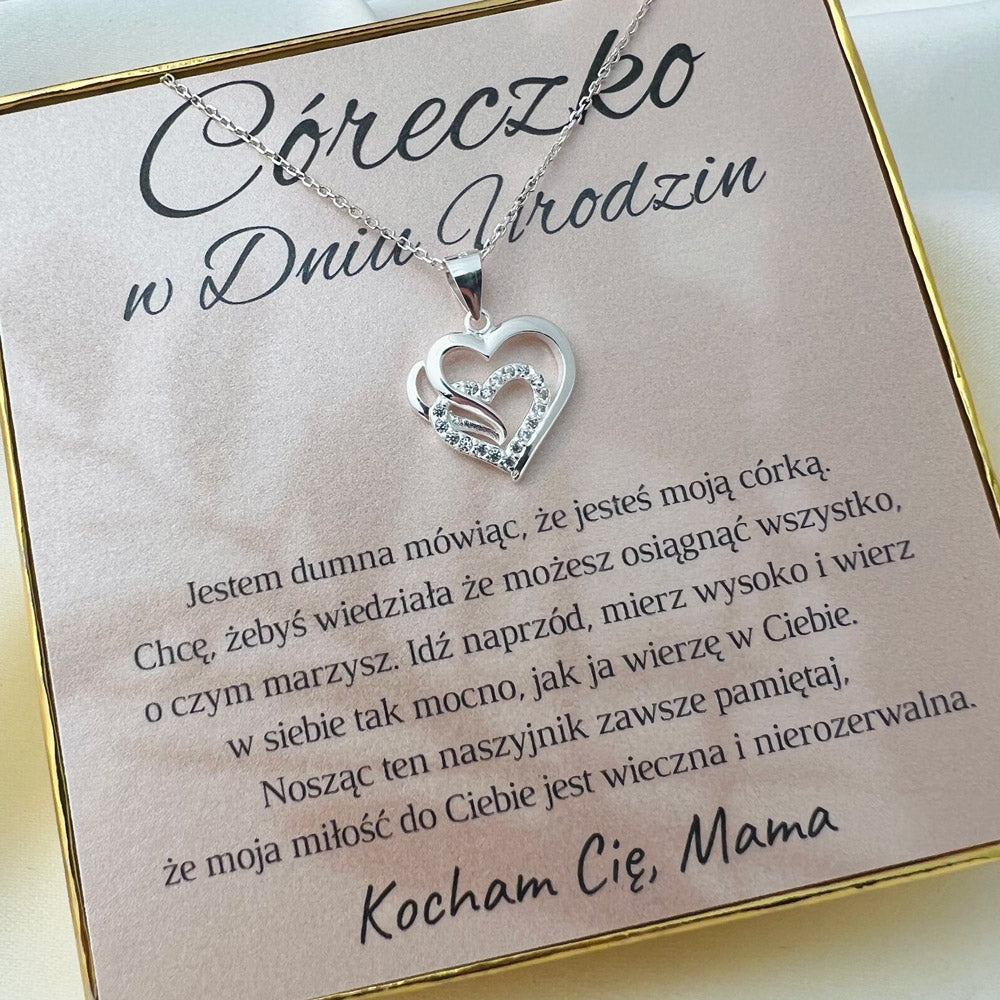 Córeczko
w Dniu Urodzin
Jestem dumna mówiąc, że jesteś moją córką.
Chcę, żebyś wiedziała że możesz osiągnąć wszystko,
o czym marzysz. Idź naprzód, mierz wysoko i wierz
w siebie tak mocno, jak ja wierzę w Ciebie.
Nosząc ten naszyjnik zawsze pamiętaj,
że moja miłość do Ciebie jest wieczna i nierozerwalna.
Kocham Cię, Mama